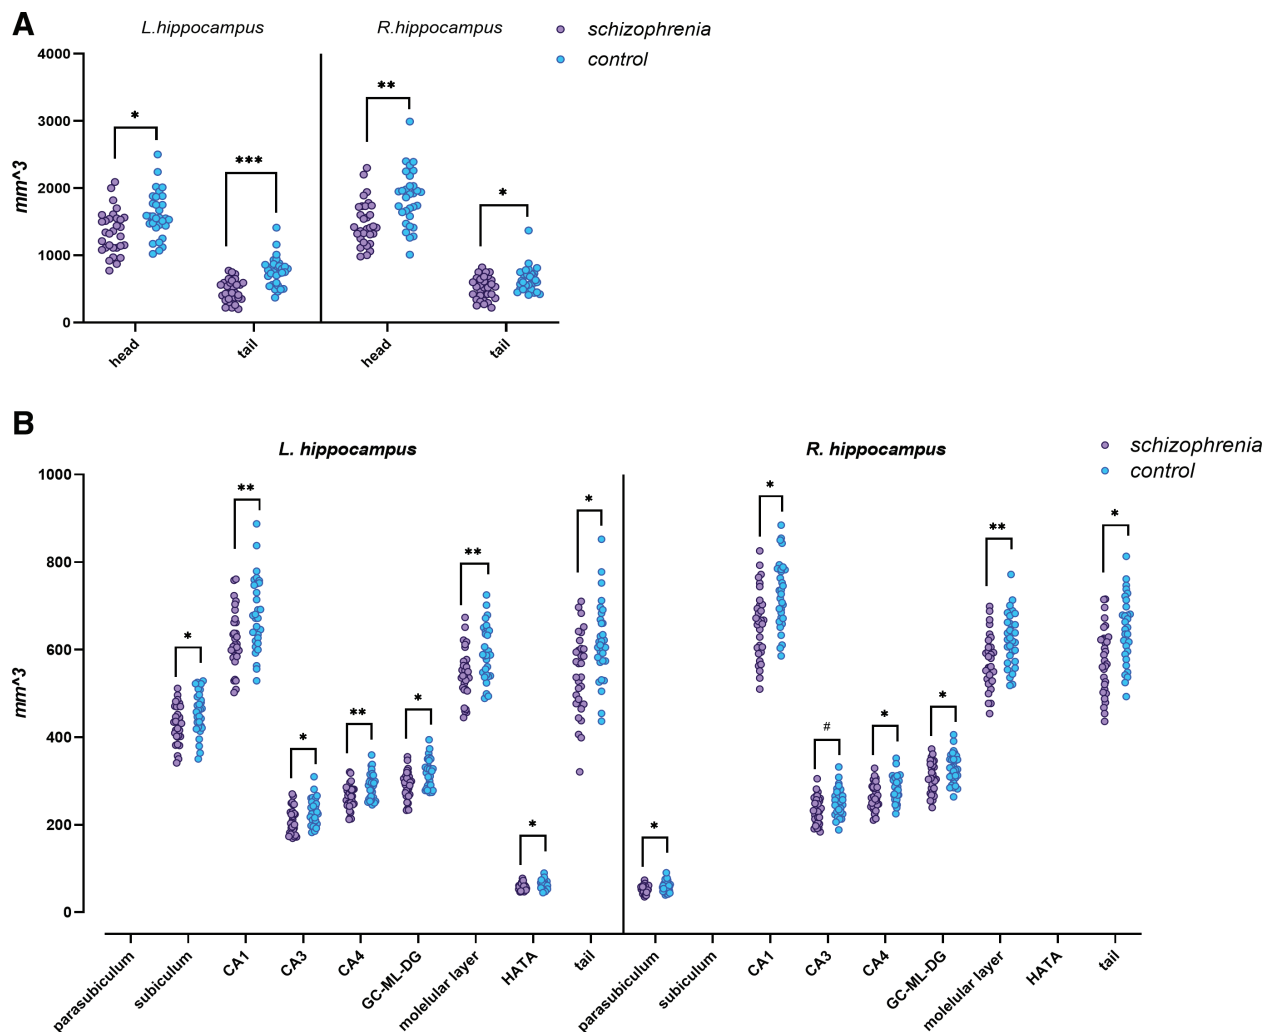 A
L.hippocampus
R.hippocampus
schizophrenia
control
4000
3000
2000
1000
0
mm^3
*
***
**
*
head
tail
head
tail
B
L. hippocampus
R. hippocampus
schizophrenia
control
1000
800
600
400
200
0
mm^3
*
**
*
**
*
**
*
*
*
*
#
*
*
**
*
parasubiculum
subiculum
CA1
CA3
CA4
GC-ML-DG
molelular layer
HATA
tail
parasubiculum
subiculum
CA1
CA3
CA4
GC-ML-DG
molelular layer
HATA
tail